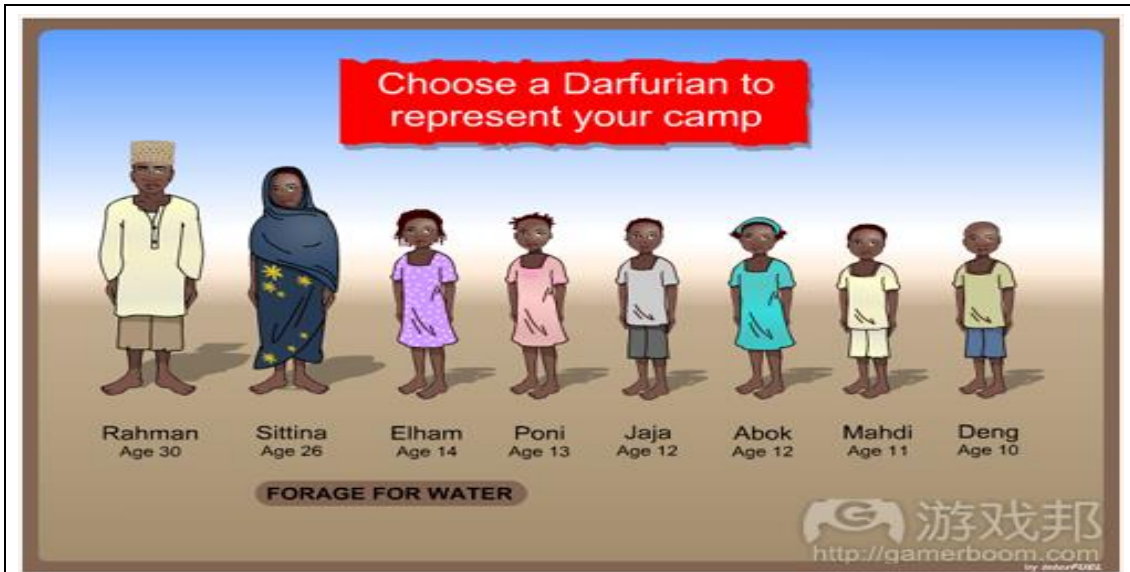 Choose a Darfurian to
represent your camp
Rahman
Age 30
Sittina
Age 26
Elham
Age 14
Poni
Age 13
Jaja
Age 12
Abok
Age 12
Mahdi
Age 11
Deng
Age 10
FORAGE FOR WATER
游戏邦
http://gamerboom.com
by interFUEL